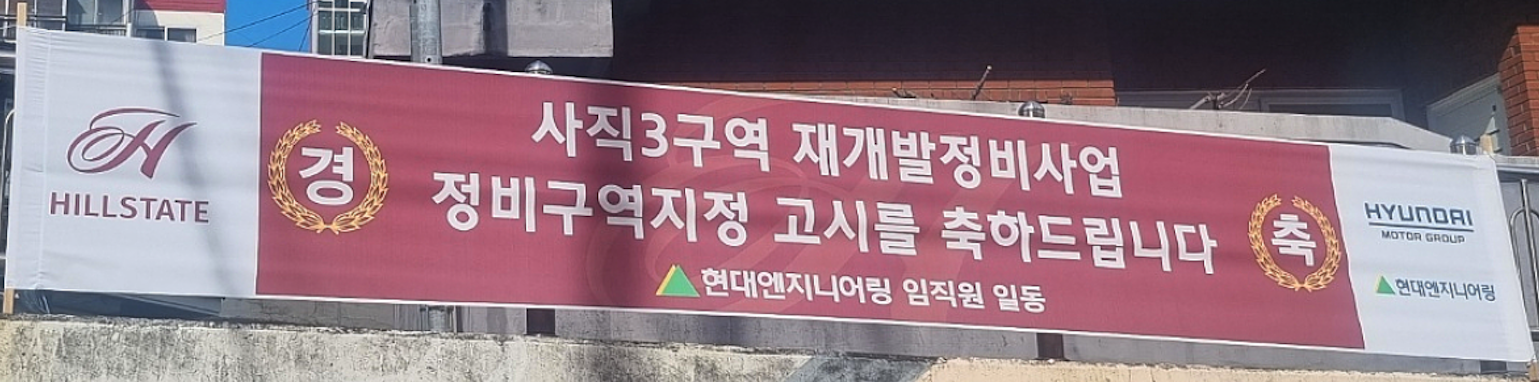 HILLSTATE
경
사직3구역 재개발정비사업
정비구역지정 고시를 축하드립니다
현대엔지니어링 임직원 일동
축
HYUNDAI
MOTOR GROUP
현대엔지니어링